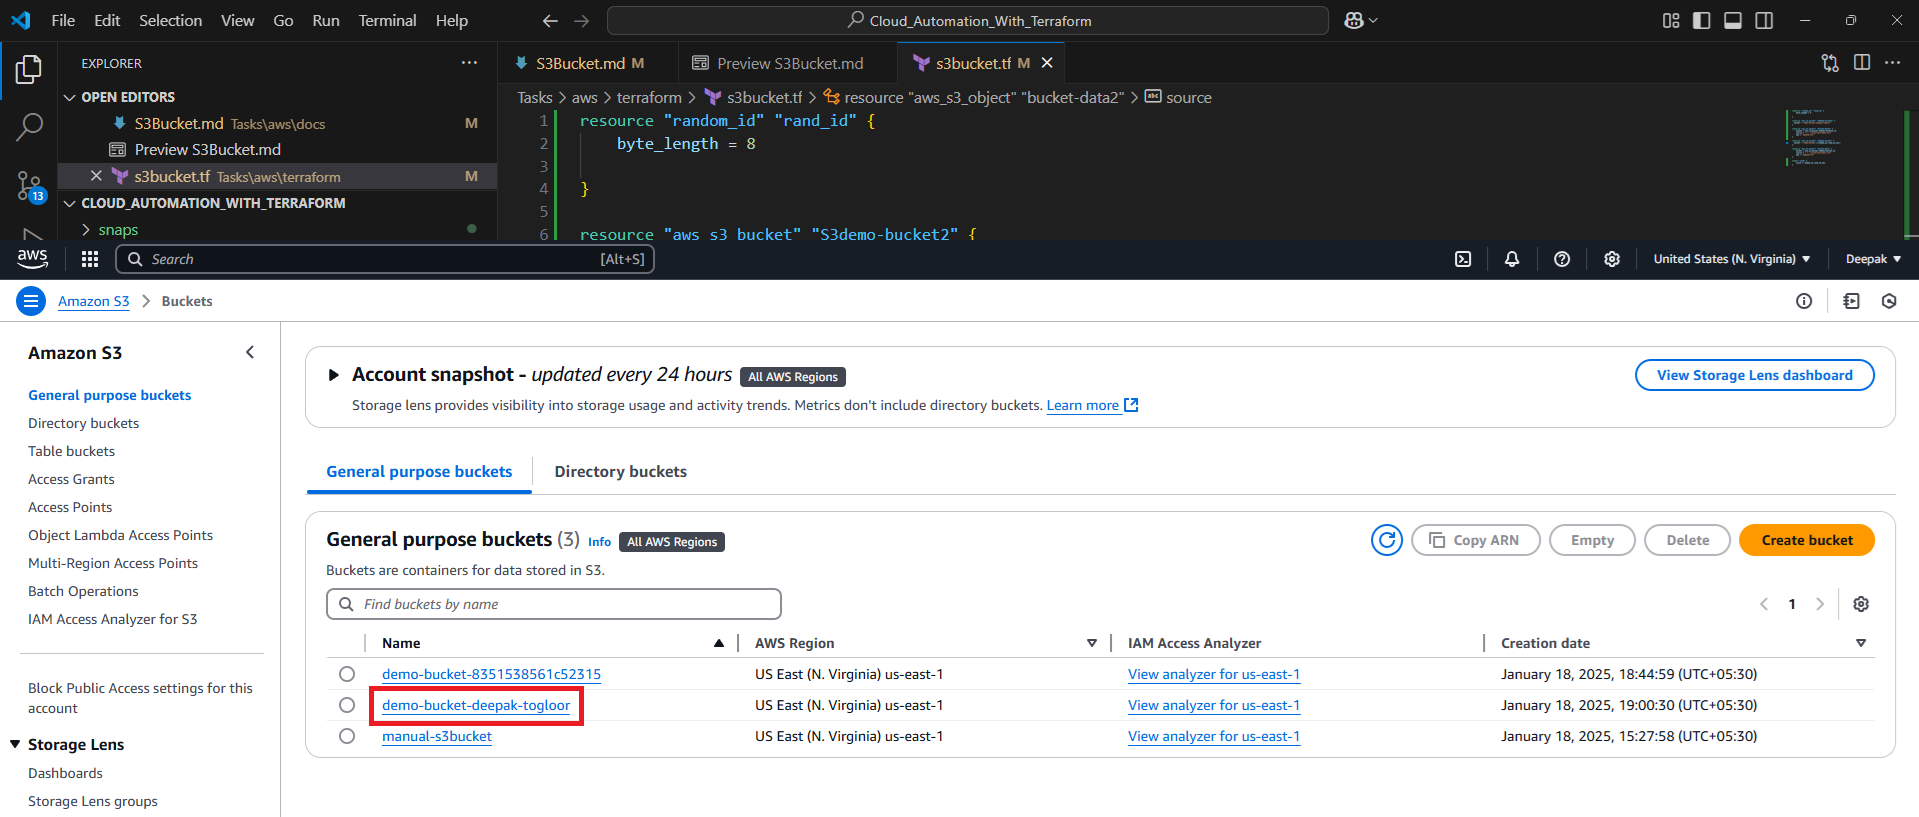 File Edit Selection View Go Run Terminal Help
Cloud_Automation_With_Terraform
EXPLORER
OPEN EDITORS
S3Bucket.md Tasks\aws\docs M
Preview S3Bucket.md
s3bucket.tf Tasks\aws\terraform M
CLOUD_AUTOMATION_WITH_TERRAFORM
snaps
13
S3Bucket.md M
Preview S3Bucket.md
s3bucket.tf M
Tasks > aws > terraform > s3bucket.tf > resource "aws_s3_object" "bucket-data2" > source
1 resource "random_id" "rand_id" {
2 byte_length = 8
3
4 }
5
6 resource "aws_s3_bucket" "S3demo-bucket2" {
aws
Search [Alt+S]
United States (N. Virginia)
Deepak
Amazon S3 > Buckets
Amazon S3
General purpose buckets
Directory buckets
Table buckets
Access Grants
Access Points
Object Lambda Access Points
Multi-Region Access Points
Batch Operations
IAM Access Analyzer for S3
Block Public Access settings for this
account
Storage Lens
Dashboards
Storage Lens groups
Account snapshot - updated every 24 hours All AWS Regions
View Storage Lens dashboard
Storage lens provides visibility into storage usage and activity trends. Metrics don't include directory buckets. Learn more
General purpose buckets Directory buckets
General purpose buckets (3) Info All AWS Regions
Copy ARN Empty Delete Create bucket
Buckets are containers for data stored in S3.
Find buckets by name
1
Name AWS Region IAM Access Analyzer Creation date
demo-bucket-8351538561c52315 US East (N. Virginia) us-east-1 View analyzer for us-east-1 January 18, 2025, 18:44:59 (UTC+05:30)
demo-bucket-deepak-togloor US East (N. Virginia) us-east-1 View analyzer for us-east-1 January 18, 2025, 19:00:30 (UTC+05:30)
manual-s3bucket US East (N. Virginia) us-east-1 View analyzer for us-east-1 January 18, 2025, 15:27:58 (UTC+05:30)